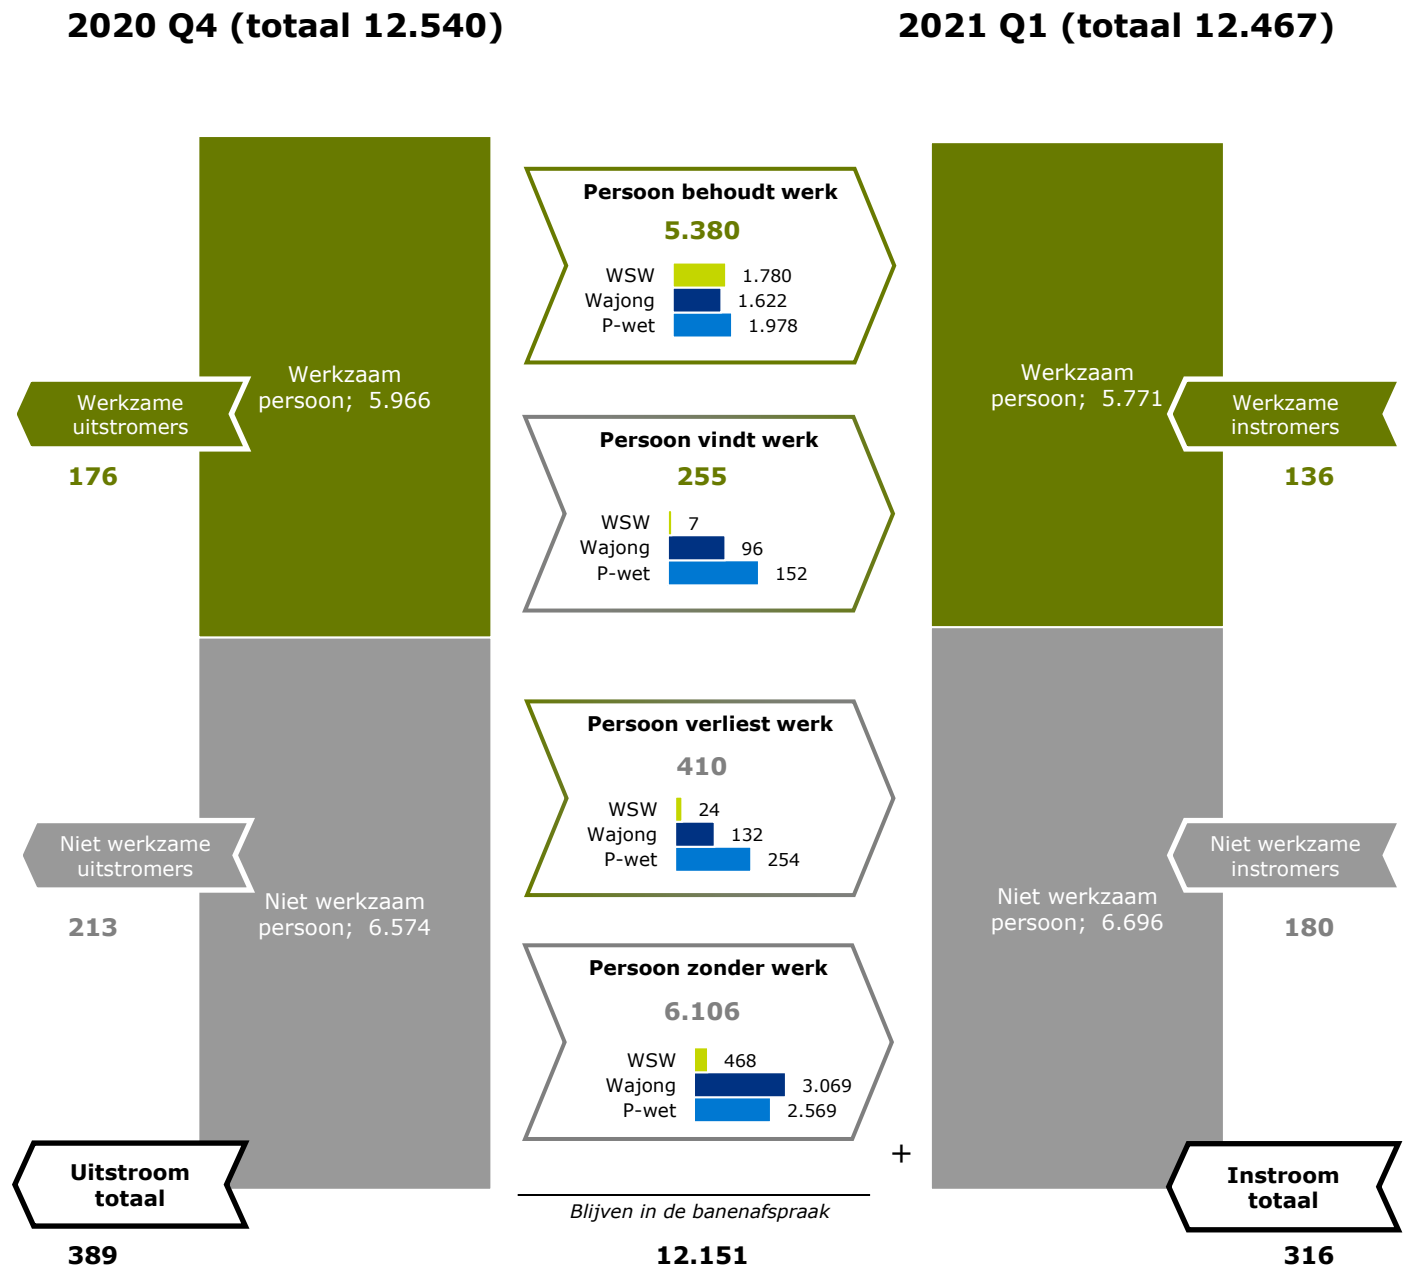 2020 Q4 (totaal 12.540)
2021 Q1 (totaal 12.467)
Persoon behoudt werk
5.380
WSW 1.780
Wajong 1.622
P-wet 1.978
Werkzaam
persoon; 5.966
Werkzaam
persoon; 5.771
Werkzame
uitstromers
176
Werkzame
instromers
136
Persoon vindt werk
255
WSW 7
Wajong 96
P-wet 152
Persoon verliest werk
410
WSW 24
Wajong 132
P-wet 254
Niet werkzame
uitstromers
213
Niet werkzaam
persoon; 6.574
Niet werkzaam
persoon; 6.696
Niet werkzame
instromers
180
Persoon zonder werk
6.106
WSW 468
Wajong 3.069
P-wet 2.569
+
Uitstroom
totaal
389
Blijven in de banenafspraak
12.151
Instroom
totaal
316